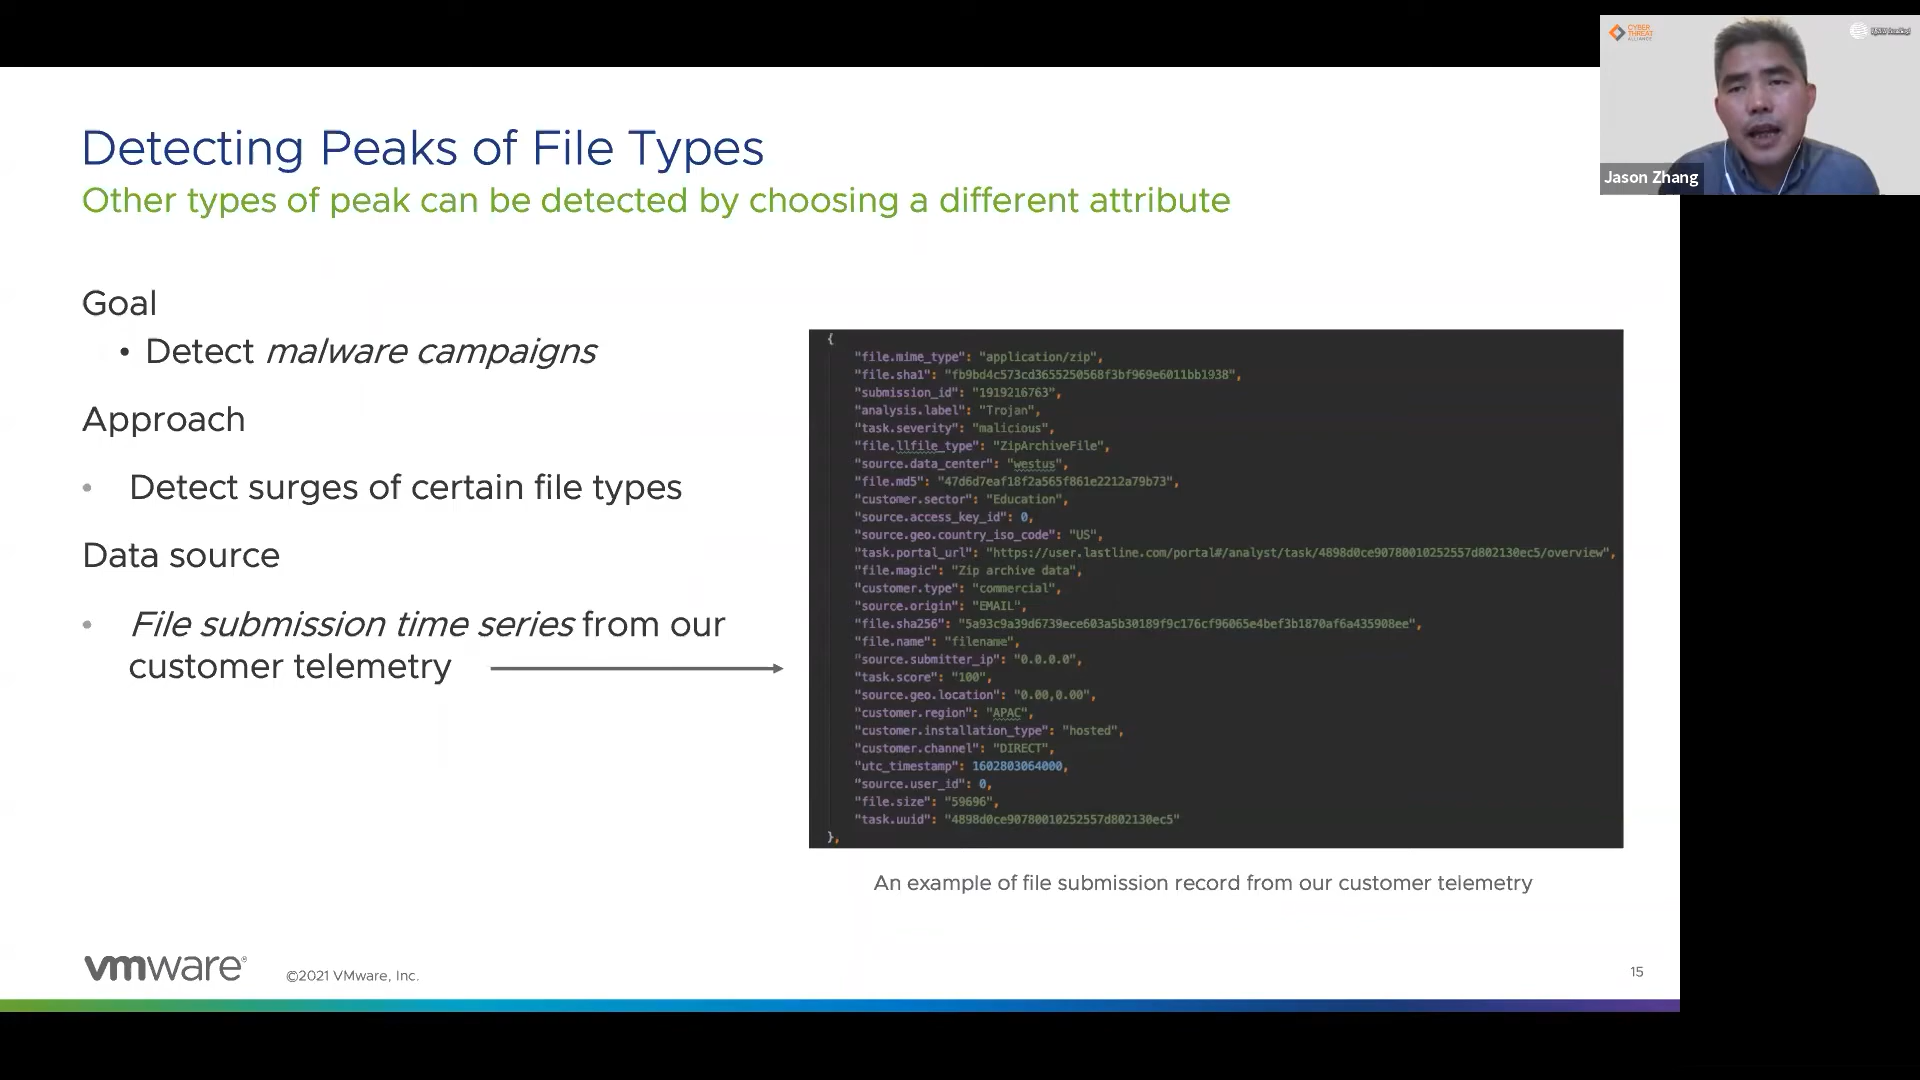 CYBER
THREAT
ALLIANCE
Jason Zhang
Detecting Peaks of File Types
Other types of peak can be detected by choosing a different attribute
Goal
• Detect malware campaigns
Approach
• Detect surges of certain file types
Data source
• File submission time series from our
customer telemetry
{
"file.mime_type": "application/zip",
"file.sha1": "fb9bd4c573cd3655250568f3bf969e6011bb1938",
"submission_id": "1919216763",
"analysis.label": "Trojan",
"task.severity": "malicious",
"file.llfile_type": "ZipArchiveFile",
"source.data_center": "westus",
"file.md5": "47d6d7eaf18f2a565f861e2212a79b73",
"customer.sector": "Education",
"source.access_key_id": 0,
"source.geo.country_iso_code": "US",
"task.portal_url": "https://user.lastline.com/portal#/analyst/task/4898d0ce90780010252557d802130ec5/overview",
"file.magic": "Zip archive data",
"customer.type": "commercial",
"source.origin": "EMAIL",
"file.sha256": "5a93c9a39d6739ece603a5b30189f9c176cf96065e4bef3b1870af6a435908ee",
"file.name": "filename",
"source.submitter_ip": "0.0.0.0",
"task.score": "100",
"source.geo.location": "0.00,0.00",
"customer.region": "APAC",
"customer.installation_type": "hosted",
"customer.channel": "DIRECT",
"utc_timestamp": 1602803064000,
"source.user_id": 0,
"file.size": "59696",
"task.uuid": "4898d0ce90780010252557d802130ec5"
},
An example of file submission record from our customer telemetry
vmware®
©2021 VMware, Inc.
15